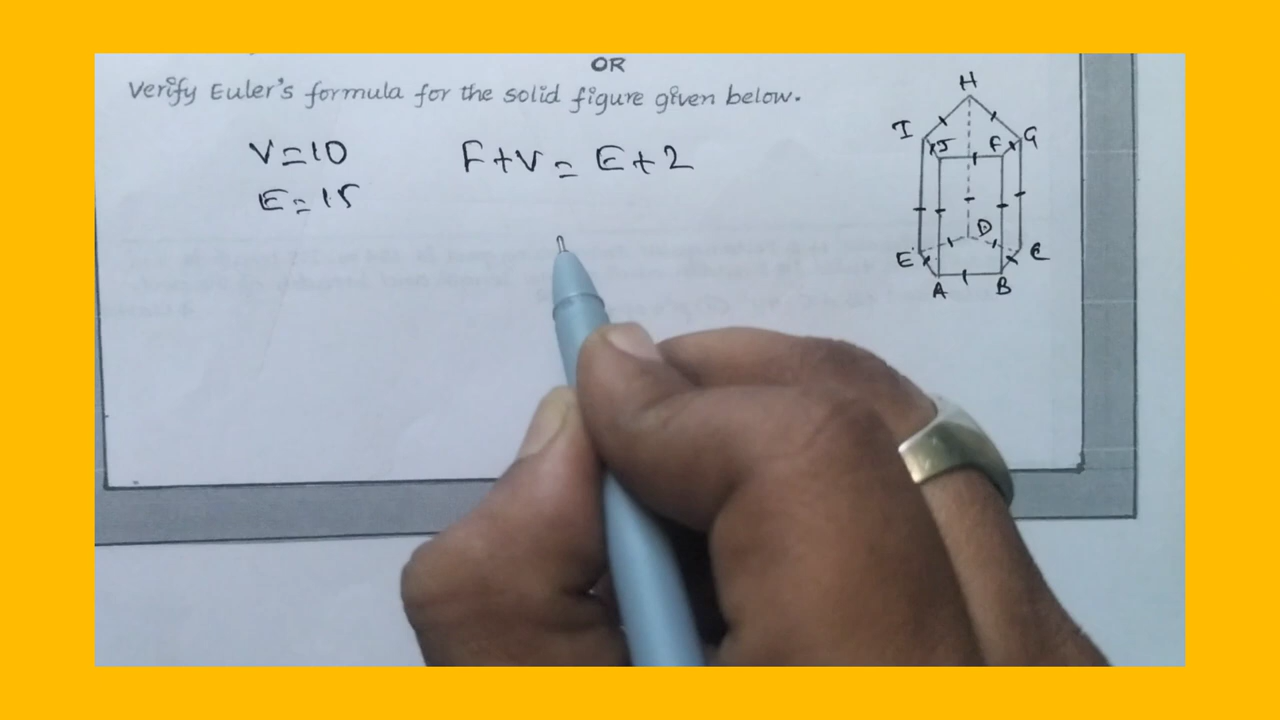 OR
Verify Euler's formula for the solid figure given below.
V=10
F+V=E+2
E=15
H
I
J
F
G
D
E
C
A
B